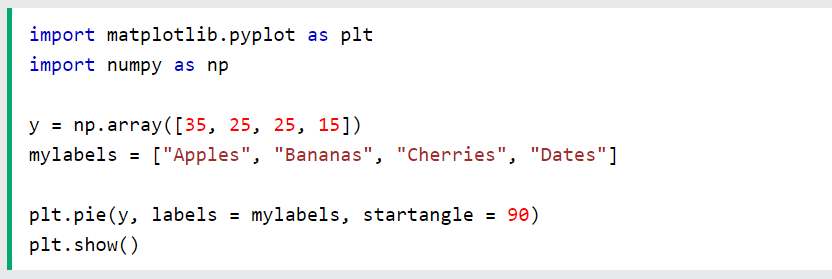 import matplotlib.pyplot as plt
import numpy as np
y = np.array([35, 25, 25, 15])
mylabels = ["Apples", "Bananas", "Cherries", "Dates"]
plt.pie(y, labels = mylabels, startangle = 90)
plt.show()